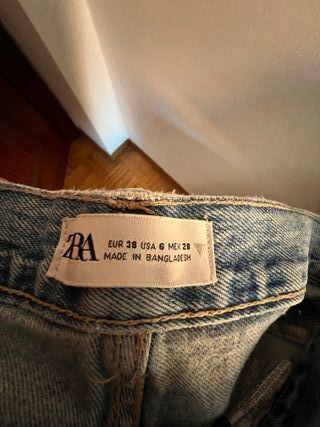 ZARA
EUR 38 USA 6 MEX 28
MADE IN BANGLADESH